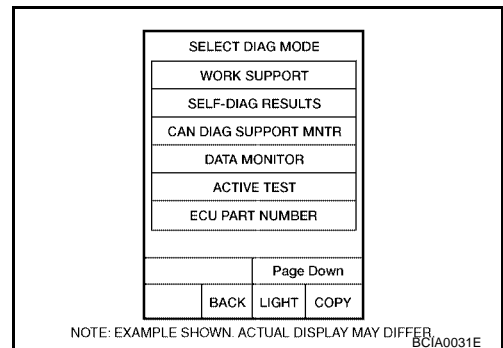 SELECT DIAG MODE
WORK SUPPORT
SELF-DIAG RESULTS
CAN DIAG SUPPORT MNTR
DATA MONITOR
ACTIVE TEST
ECU PART NUMBER
Page Down
BACK LIGHT COPY
NOTE: EXAMPLE SHOWN. ACTUAL DISPLAY MAY DIFFER.
BCIA0031E